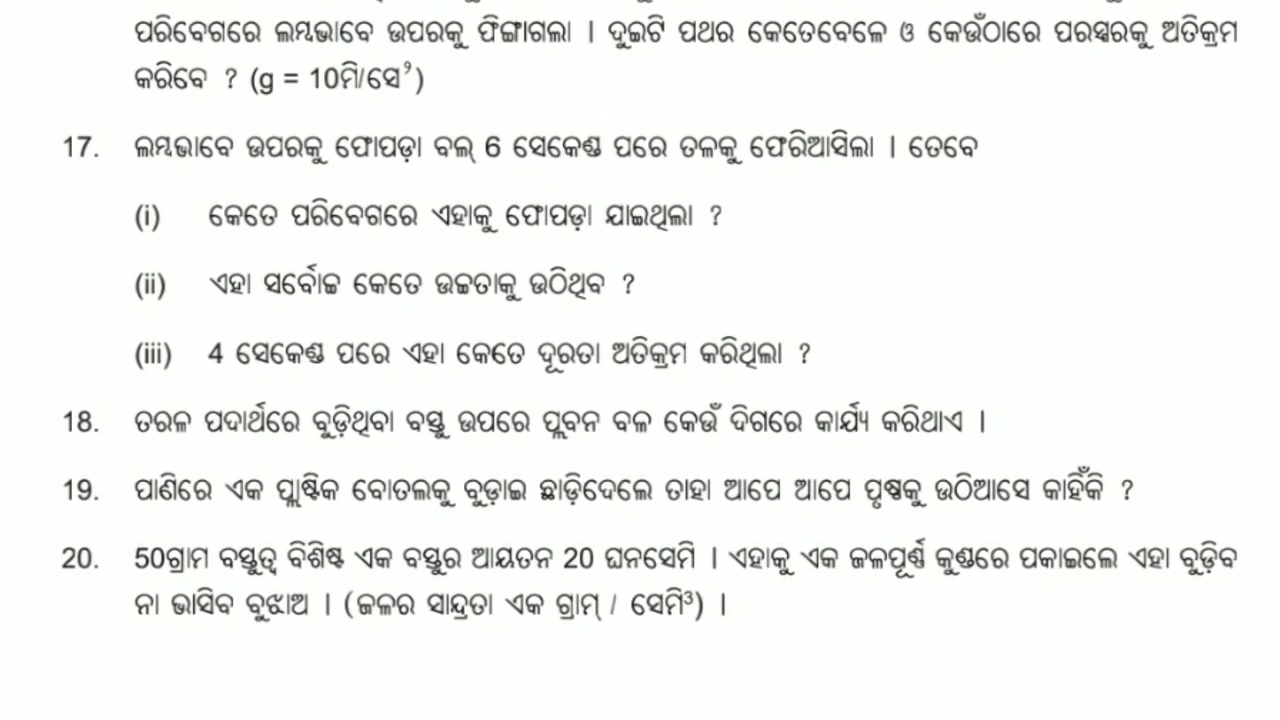 ପରିବେଗରେ ଲମ୍ୱଭାବେ ଉପରକୁ ଫିଙ୍ଗାଗଲା । ଦୁଇଟି ପଥର କେତେବେଳେ ଓ କେଉଁଠାରେ ପରସ୍ପରକୁ ଅତିକ୍ରମ
କରିବେ ? (g = 10ମି/ସେ²)
17. ଲମ୍ୱଭାବେ ଉପରକୁ ଫୋପଡ଼ା ବଲ୍ 6 ସେକେଣ୍ଡ ପରେ ତଳକୁ ଫେରିଆସିଲା । ତେବେ
(i) କେତେ ପରିବେଗରେ ଏହାକୁ ଫୋପଡ଼ା ଯାଇଥିଲା ?
(ii) ଏହା ସର୍ବୋଚ୍ଚ କେତେ ଉଚ୍ଚତାକୁ ଉଠିଥିବ ?
(iii) 4 ସେକେଣ୍ଡ ପରେ ଏହା କେତେ ଦୂରତା ଅତିକ୍ରମ କରିଥିଲା ?
18. ତରଳ ପଦାର୍ଥରେ ବୁଡ଼ିଥିବା ବସ୍ତୁ ଉପରେ ପ୍ଲବନ ବଳ କେଉଁ ଦିଗରେ କାର୍ଯ୍ୟ କରିଥାଏ ।
19. ପାଣିରେ ଏକ ପ୍ଲାଷ୍ଟିକ ବୋତଲକୁ ବୁଡ଼ାଇ ଛାଡ଼ିଦେଲେ ତାହା ଆପେ ଆପେ ପୃଷ୍ଠକୁ ଉଠିଆସେ କାହିଁକି ?
20. 50ଗ୍ରାମ ବସ୍ତୁତ୍ୱ ବିଶିଷ୍ଟ ଏକ ବସ୍ତୁର ଆୟତନ 20 ଘନସେମି । ଏହାକୁ ଏକ ଜଳପୂର୍ଣ୍ଣ କୁଣ୍ଡରେ ପକାଇଲେ ଏହା ବୁଡ଼ିବ
ନା ଭାସିବ ବୁଝାଅ । (ଜଳର ସାନ୍ଦ୍ରତା ଏକ ଗ୍ରାମ୍ / ସେମି³) ।